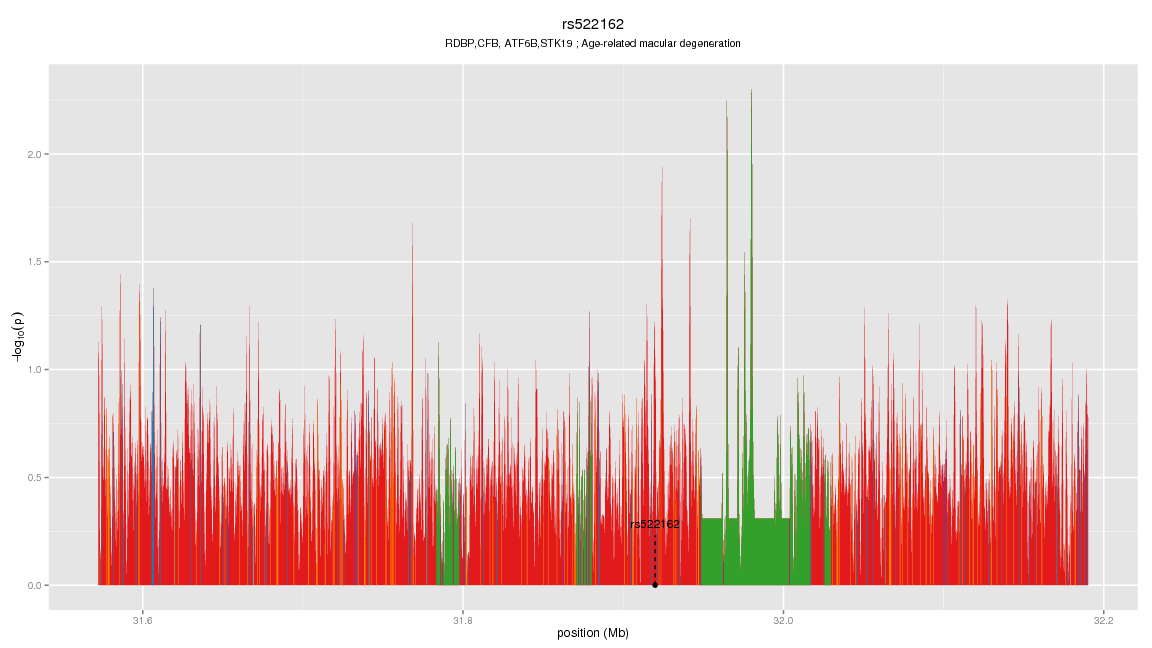 rs522162
RDBP,CFB, ATF6B,STK19 ; Age-related macular degeneration
−log10(p)
2.0
1.5
1.0
0.5
0.0
rs522162
31.6
31.8
32.0
32.2
position (Mb)